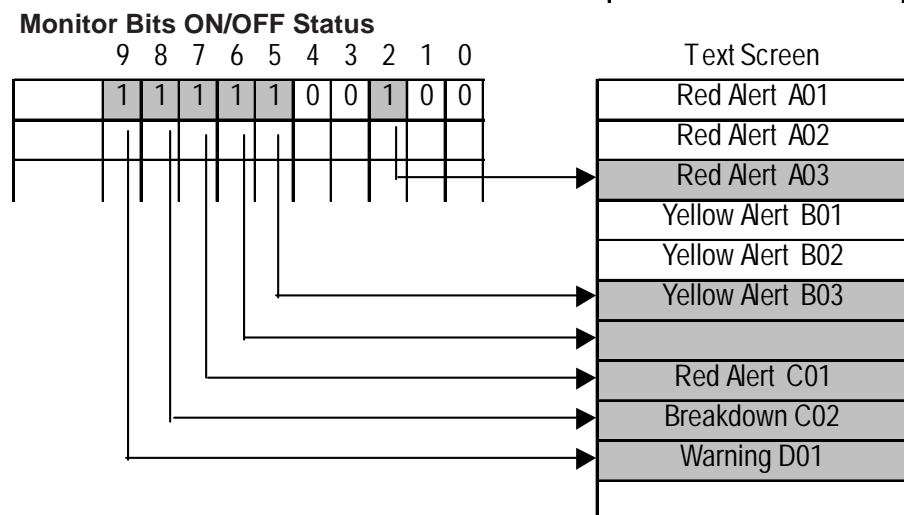 Monitor Bits ON/OFF Status
9 8 7 6 5 4 3 2 1 0
1 1 1 1 1 0 0 1 0 0
Text Screen
Red Alert A01
Red Alert A02
Red Alert A03
Yellow Alert B01
Yellow Alert B02
Yellow Alert B03
Red Alert C01
Breakdown C02
Warning D01